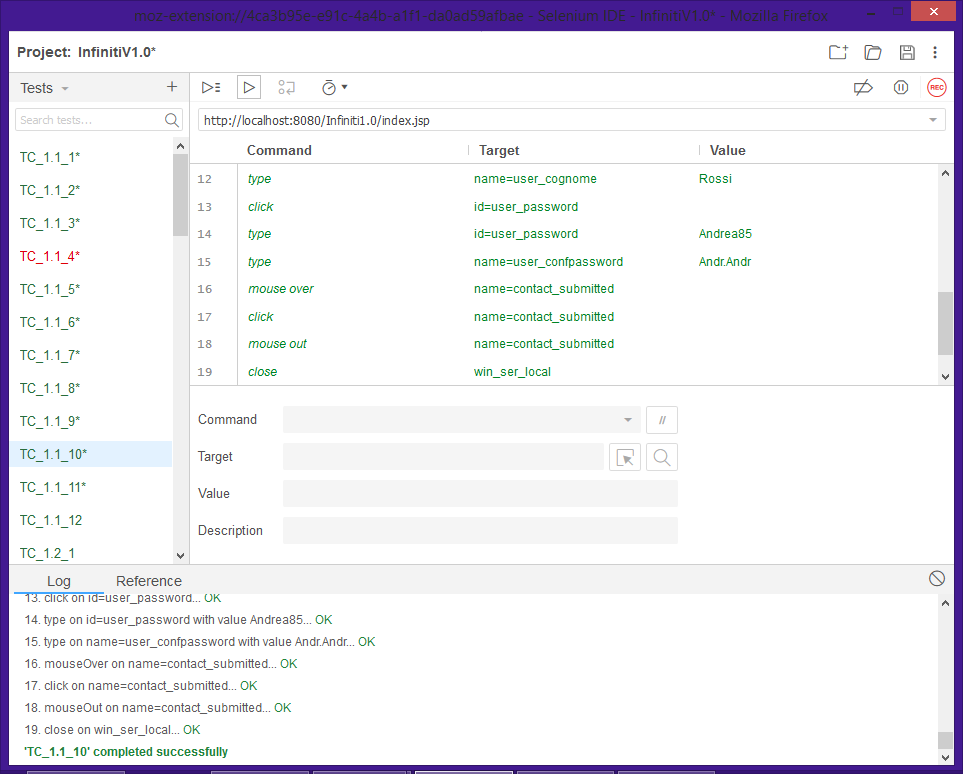 moz-extension://4ca3b95e-e91c-4a4b-a1f1-da0ad59afbae - Selenium IDE - InfinitiV1.0* - Mozilla Firefox
Project: InfinitiV1.0*
Tests
REC
Search tests...
http://localhost:8080/Infiniti1.0/index.jsp
Command Target Value
12 type name=user_cognome Rossi
13 click id=user_password
14 type id=user_password Andrea85
15 type name=user_confpassword Andr.Andr
16 mouse over name=contact_submitted
17 click name=contact_submitted
18 mouse out name=contact_submitted
19 close win_ser_local
TC_1.1_1*
TC_1.1_2*
TC_1.1_3*
TC_1.1_4*
TC_1.1_5*
TC_1.1_6*
TC_1.1_7*
TC_1.1_8*
TC_1.1_9*
TC_1.1_10*
TC_1.1_11*
TC_1.1_12
TC_1.2_1
Command
//
Target
Value
Description
Log Reference
13. click on id=user_password... OK
14. type on id=user_password with value Andrea85... OK
15. type on name=user_confpassword with value Andr.Andr... OK
16. mouseOver on name=contact_submitted... OK
17. click on name=contact_submitted... OK
18. mouseOut on name=contact_submitted... OK
19. close on win_ser_local... OK
'TC_1.1_10' completed successfully